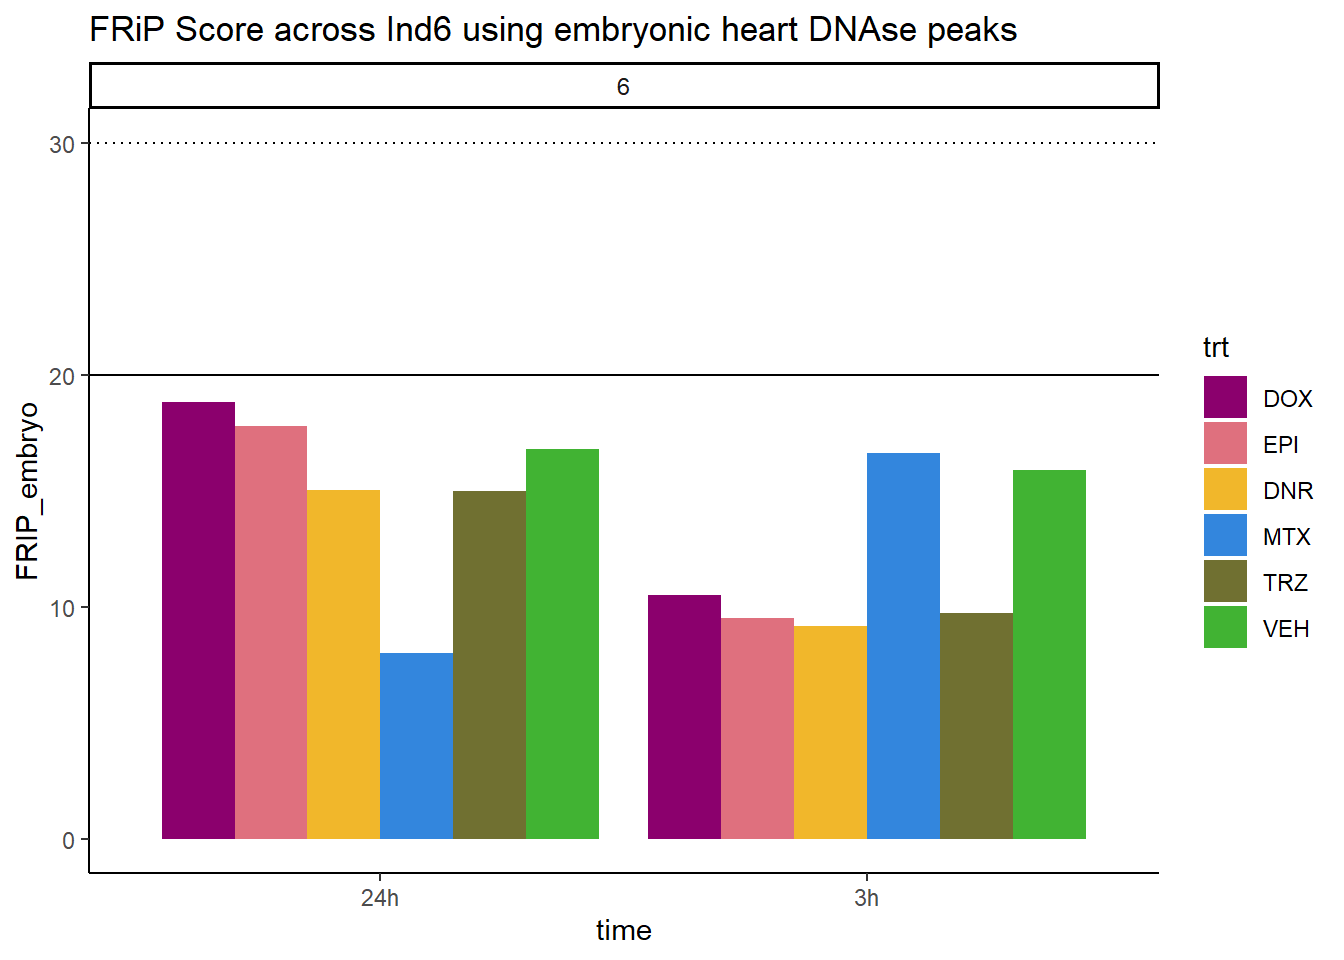 FRiP Score across Ind6 using embryonic heart DNAse peaks
6
30
20
10
0
FRIP_embryo
24h
3h
time
trt
DOX
EPI
DNR
MTX
TRZ
VEH